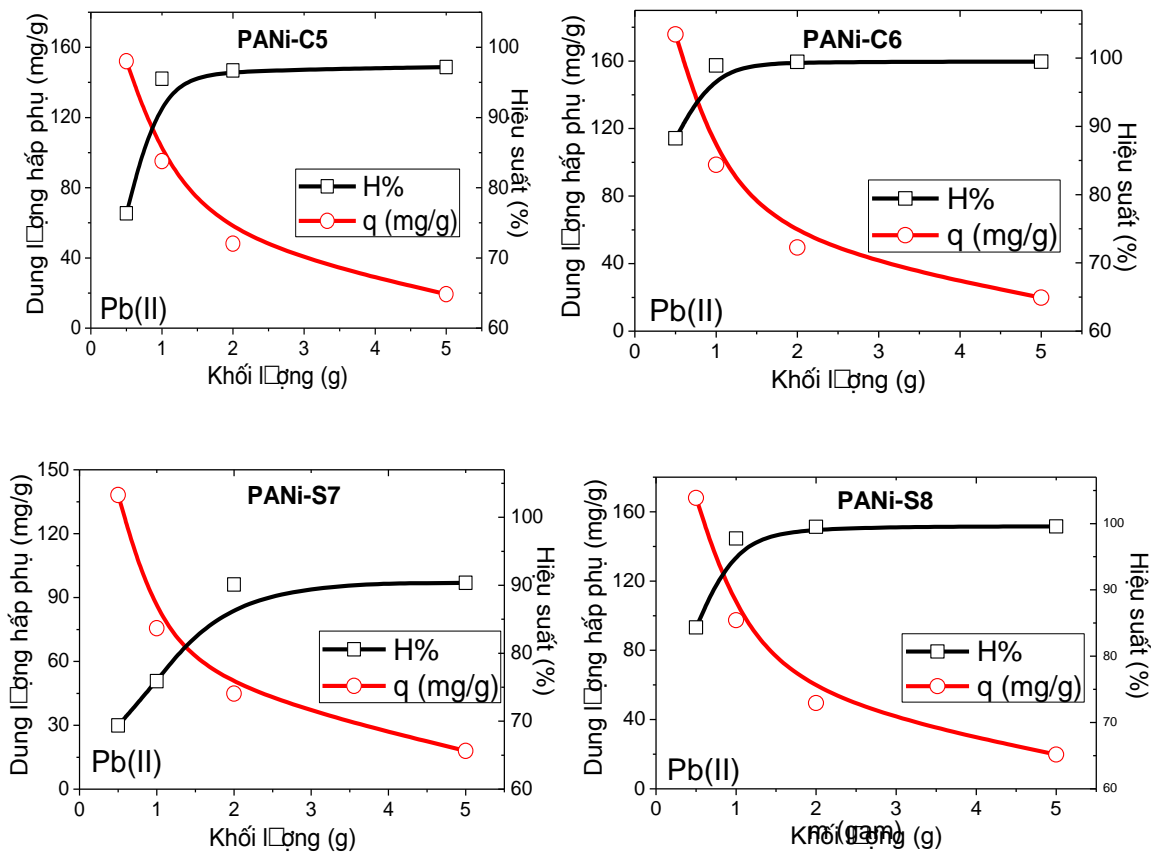 PANi-C5
Dung l□ợng hấp phụ (mg/g)
160
120
80
40
0
100
90
80
70
60
Hiệu suất (%)
H%
q (mg/g)
Pb(II)
0 1 2 3 4 5
Khối l□ợng (g)
PANi-C6
Dung l□ợng hấp phụ (mg/g)
160
120
80
40
0
100
90
80
70
60
Hiệu suất (%)
H%
q (mg/g)
Pb(II)
0 1 2 3 4 5
Khối l□ợng (g)
PANi-S7
Dung l□ợng hấp phụ (mg/g)
150
120
90
60
30
0
100
90
80
70
60
Hiệu suất (%)
H%
q (mg/g)
Pb(II)
0 1 2 3 4 5
Khối l□ợng (g)
PANi-S8
Dung l□ợng hấp phụ (mg/g)
160
120
80
40
0
100
90
80
70
60
Hiệu suất (%)
H%
q (mg/g)
Pb(II)
0 1 2 3 4 5
Khối l□ợng (g)
m (gam)